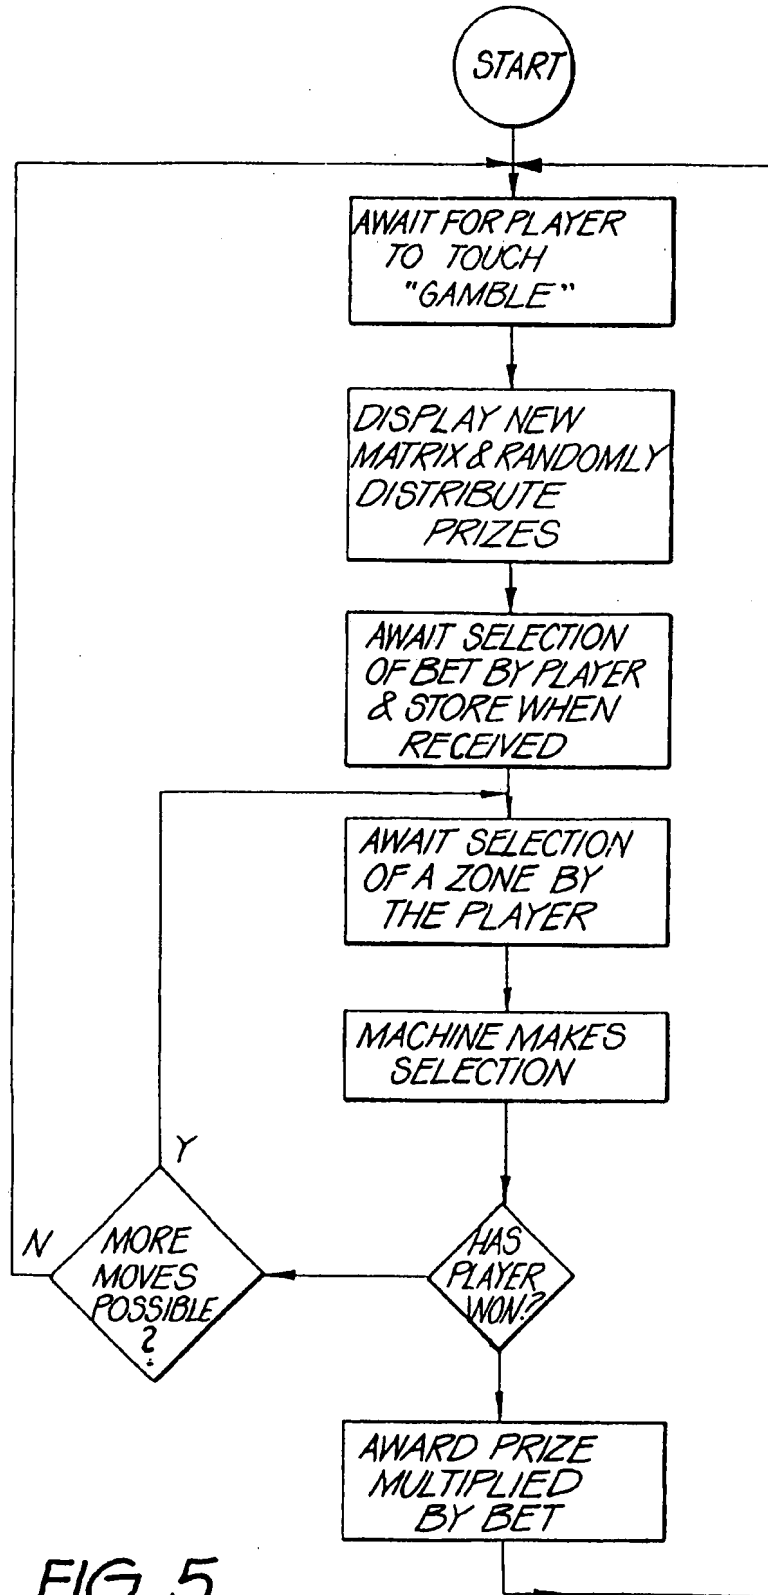 START
AWAIT FOR PLAYER
TO TOUCH
"GAMBLE"
DISPLAY NEW
MATRIX & RANDOMLY
DISTRIBUTE
PRIZES
AWAIT SELECTION
OF BET BY PLAYER
& STORE WHEN
RECEIVED
AWAIT SELECTION
OF A ZONE BY
THE PLAYER
MACHINE MAKES
SELECTION
Y
N
MORE
MOVES
POSSIBLE
?
HAS
PLAYER
WON?
AWARD PRIZE
MULTIPLIED
BY BET
FIG. 5